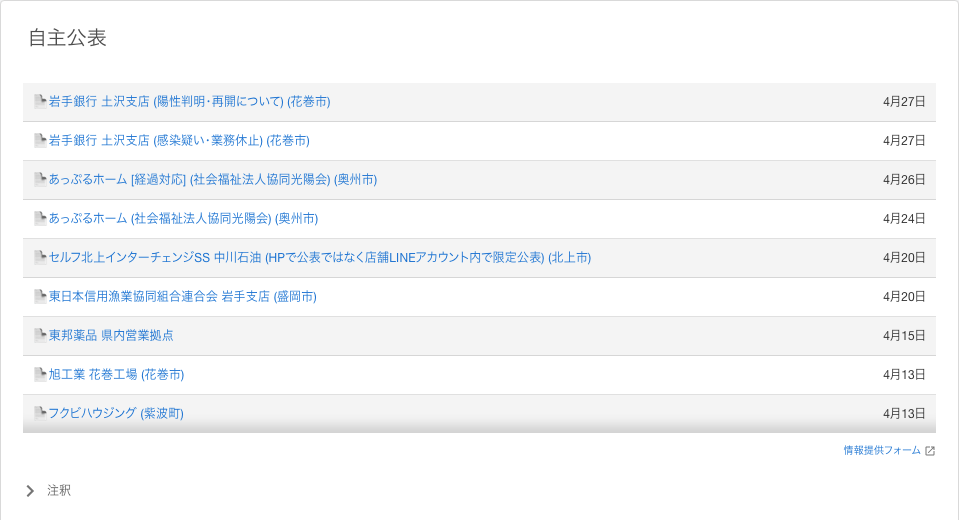 自主公表
岩手銀行 土沢支店 (陽性判明・再開について) (花巻市) 4月27日
岩手銀行 土沢支店 (感染疑い・業務休止) (花巻市) 4月27日
あっぷるホーム [経過対応] (社会福祉法人協同光陽会) (奥州市) 4月26日
あっぷるホーム (社会福祉法人協同光陽会) (奥州市) 4月24日
セルフ北上インターチェンジSS 中川石油 (HPで公表ではなく店舗LINEアカウント内で限定公表) (北上市) 4月20日
東日本信用漁業協同組合連合会 岩手支店 (盛岡市) 4月20日
東邦薬品 県内営業拠点 4月15日
旭工業 花巻工場 (花巻市) 4月13日
フクビハウジング (紫波町) 4月13日
情報提供フォーム
注釈